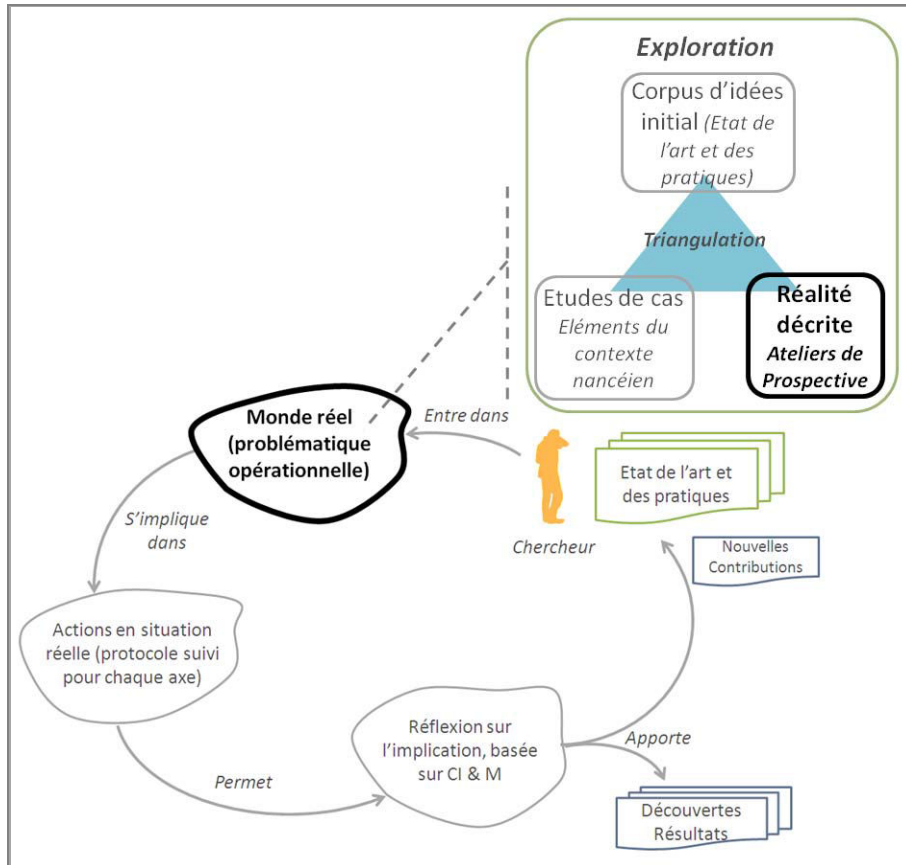 Exploration
Corpus d'idées
initial (Etat de
l'art et des
pratiques)
Triangulation
Etudes de cas
Eléments du
contexte
nancéien
Réalité
décrite
Ateliers de
Prospective
Monde réel
(problématique
opérationnelle)
Entre dans
Chercheur
Etat de l'art et
des pratiques
Nouvelles
Contributions
S'implique
dans
Actions en situation
réelle (protocole suivi
pour chaque axe)
Permet
Réflexion sur
l'implication, basée
sur CI & M
Apporte
Découvertes
Résultats